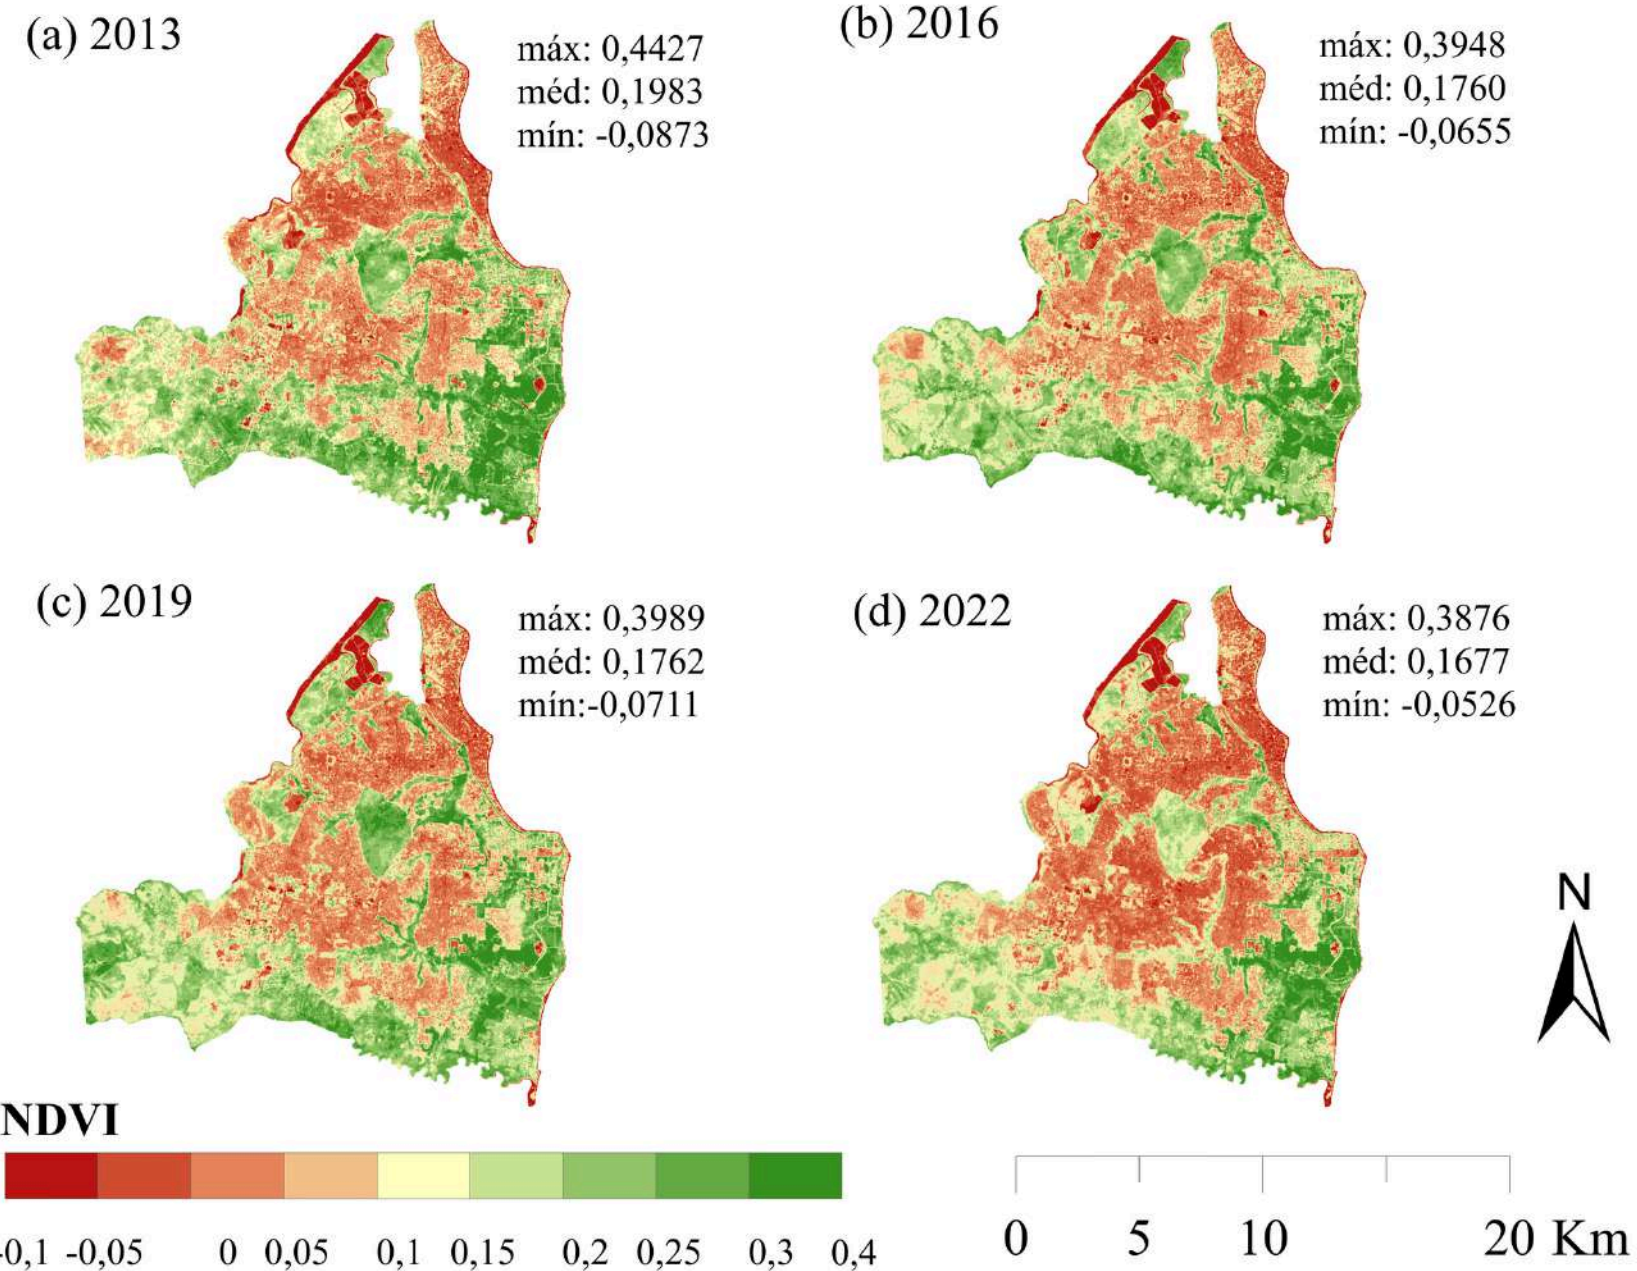 (a) 2013
máx: 0,4427
méd: 0,1983
mín: -0,0873
(b) 2016
máx: 0,3948
méd: 0,1760
mín: -0,0655
(c) 2019
máx: 0,3989
méd: 0,1762
mín:-0,0711
(d) 2022
máx: 0,3876
méd: 0,1677
mín: -0,0526
N
NDVI
-0,1 -0,05 0 0,05 0,1 0,15 0,2 0,25 0,3 0,4
0 5 10 20 Km